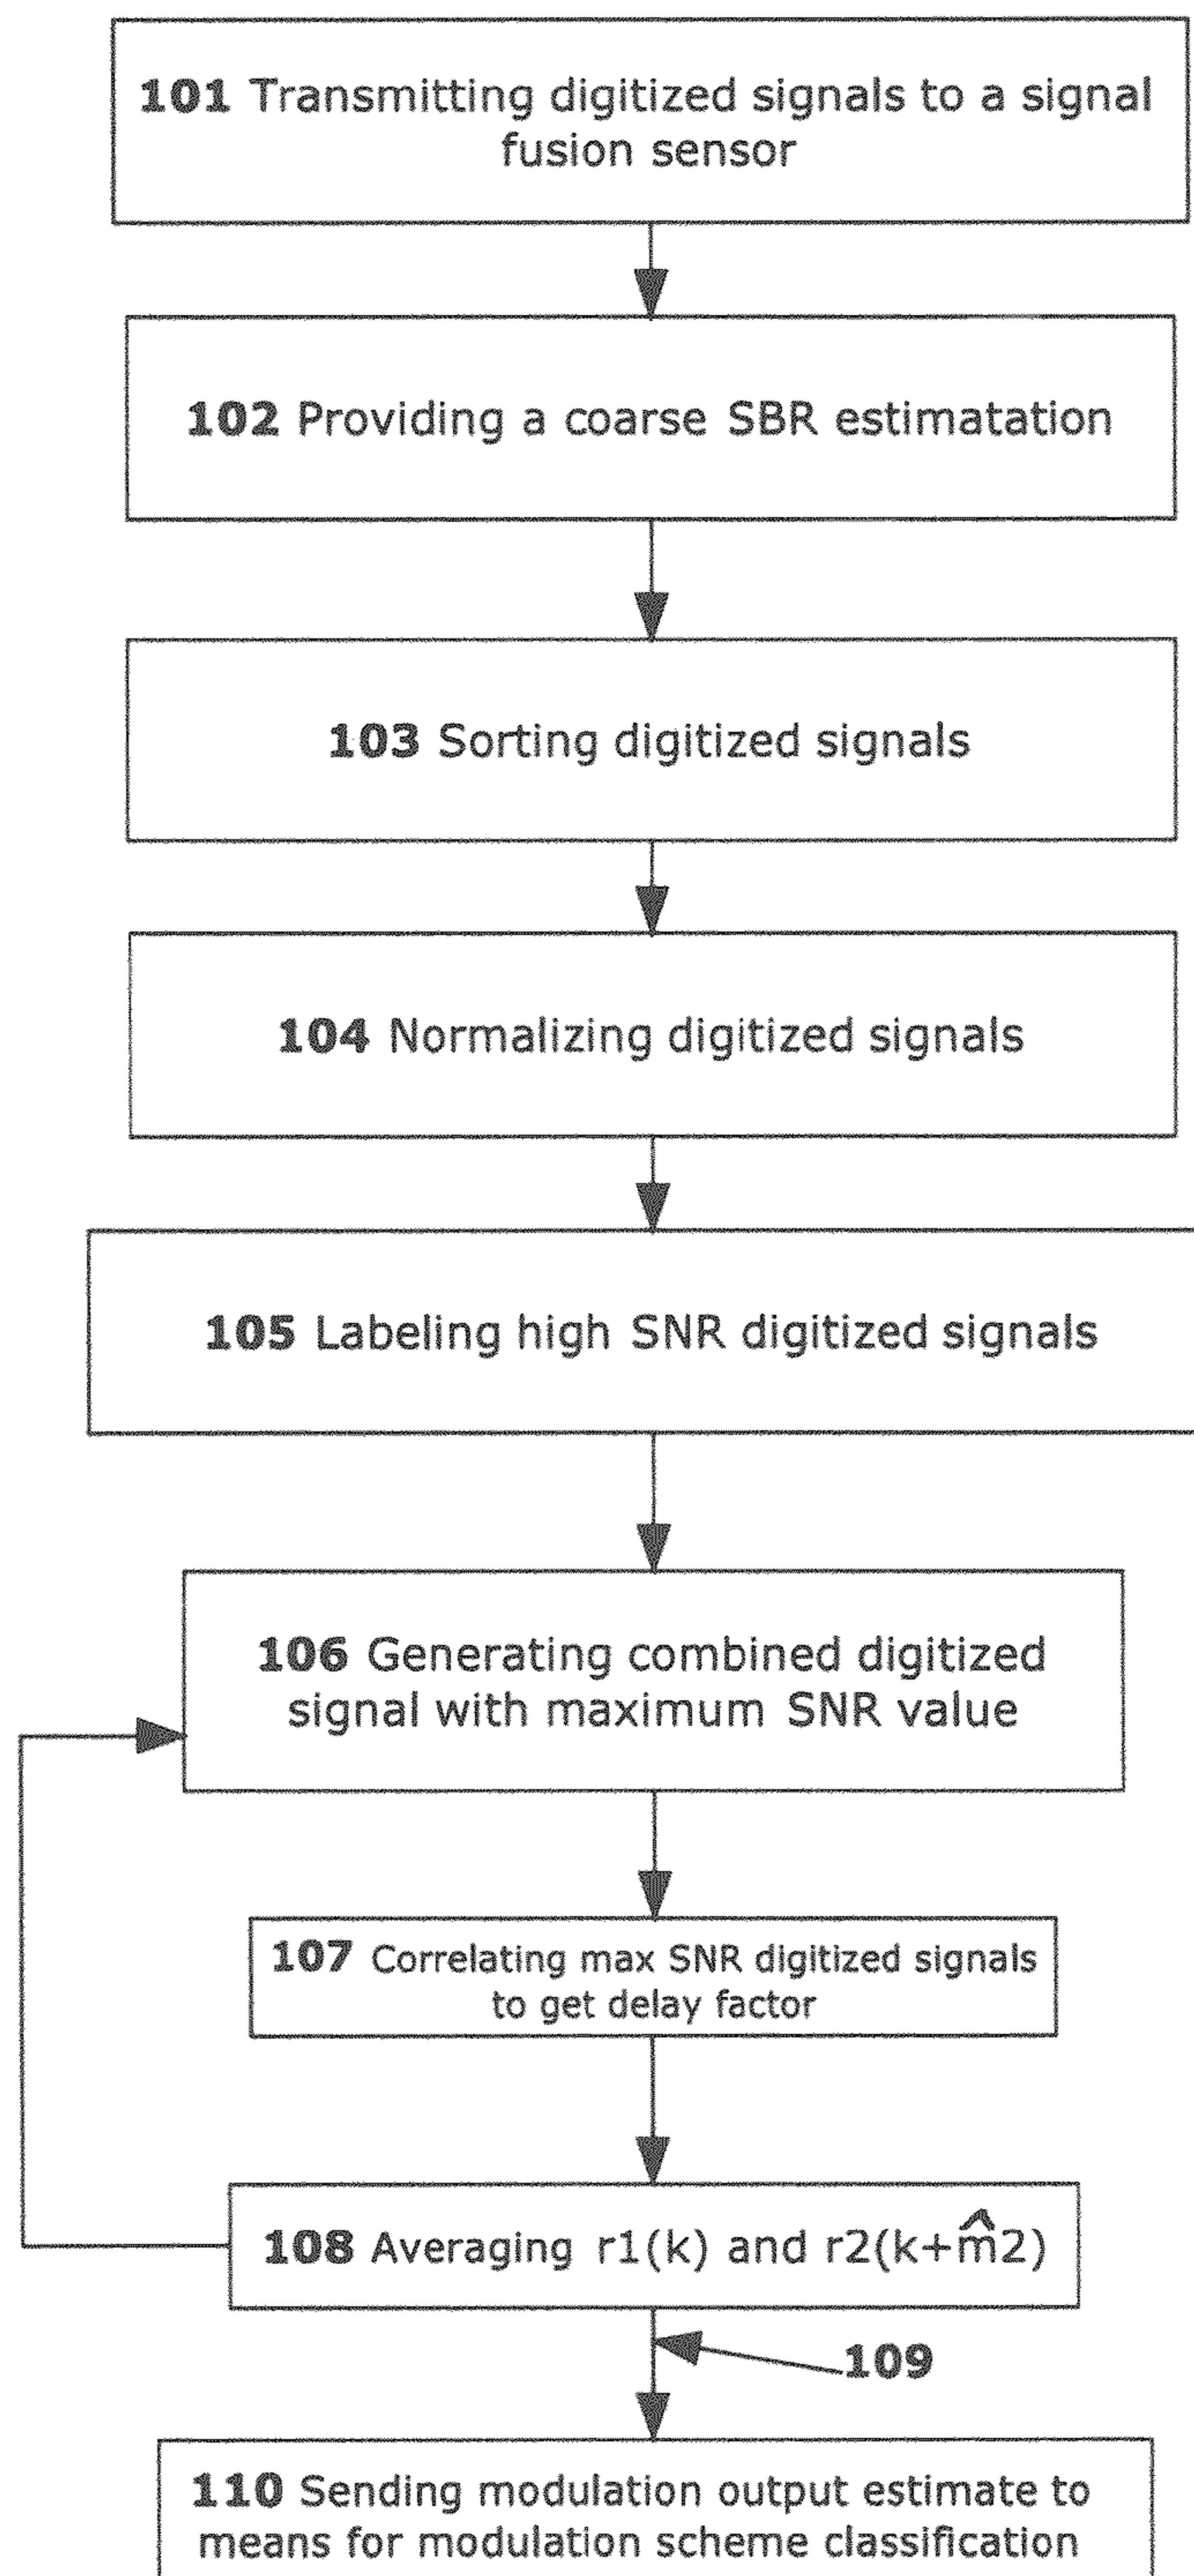 101 Transmitting digitized signals to a signal
fusion sensor
102 Providing a coarse SBR estimatation
103 Sorting digitized signals
104 Normalizing digitized signals
105 Labeling high SNR digitized signals
106 Generating combined digitized
signal with maximum SNR value
107 Correlating max SNR digitized signals
to get delay factor
108 Averaging r1(k) and r2(k+m̂2)
109
110 Sending modulation output estimate to
means for modulation scheme classification